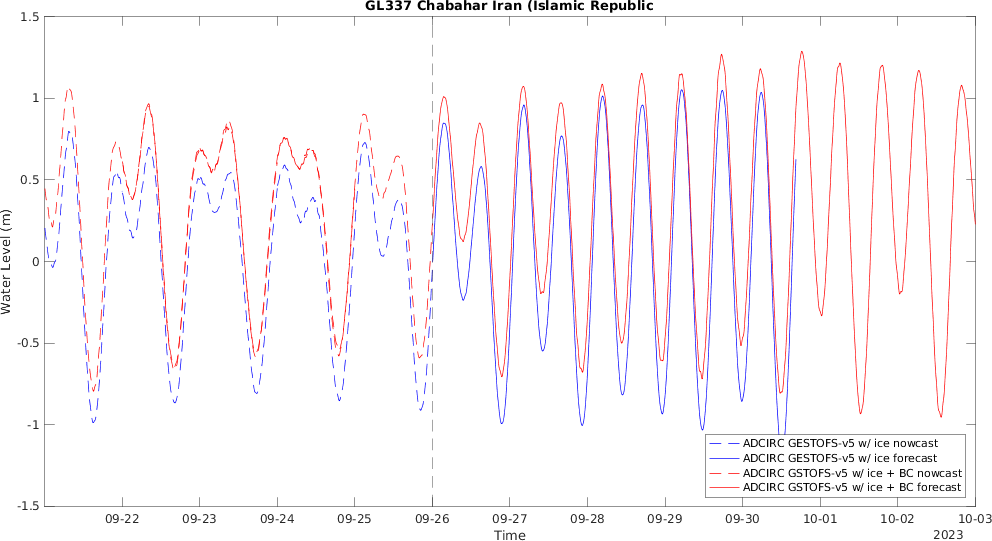 GL337 Chabahar Iran (Islamic Republic
1.5
1
0.5
0
-0.5
-1
-1.5
Water Level (m)
09-22
09-23
09-24
09-25
09-26
09-27
09-28
09-29
09-30
10-01
10-02
10-03
Time
2023
ADCIRC GESTOFS-v5 w/ ice nowcast
ADCIRC GESTOFS-v5 w/ ice forecast
ADCIRC GSTOFS-v5 w/ ice + BC nowcast
ADCIRC GSTOFS-v5 w/ ice + BC forecast